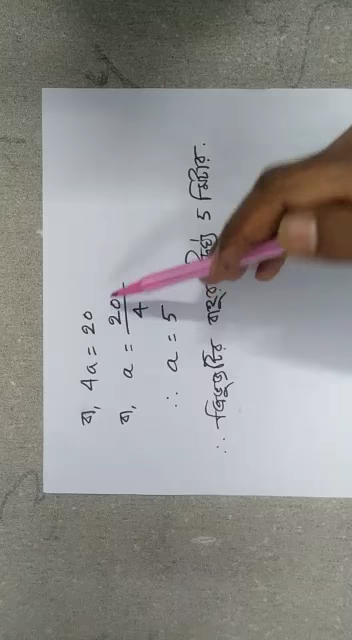 বা, 4a = 20
বা, a = 20/4
∴ a = 5
∴ ত্রিভুজটির বাহুর 5 মিটার.